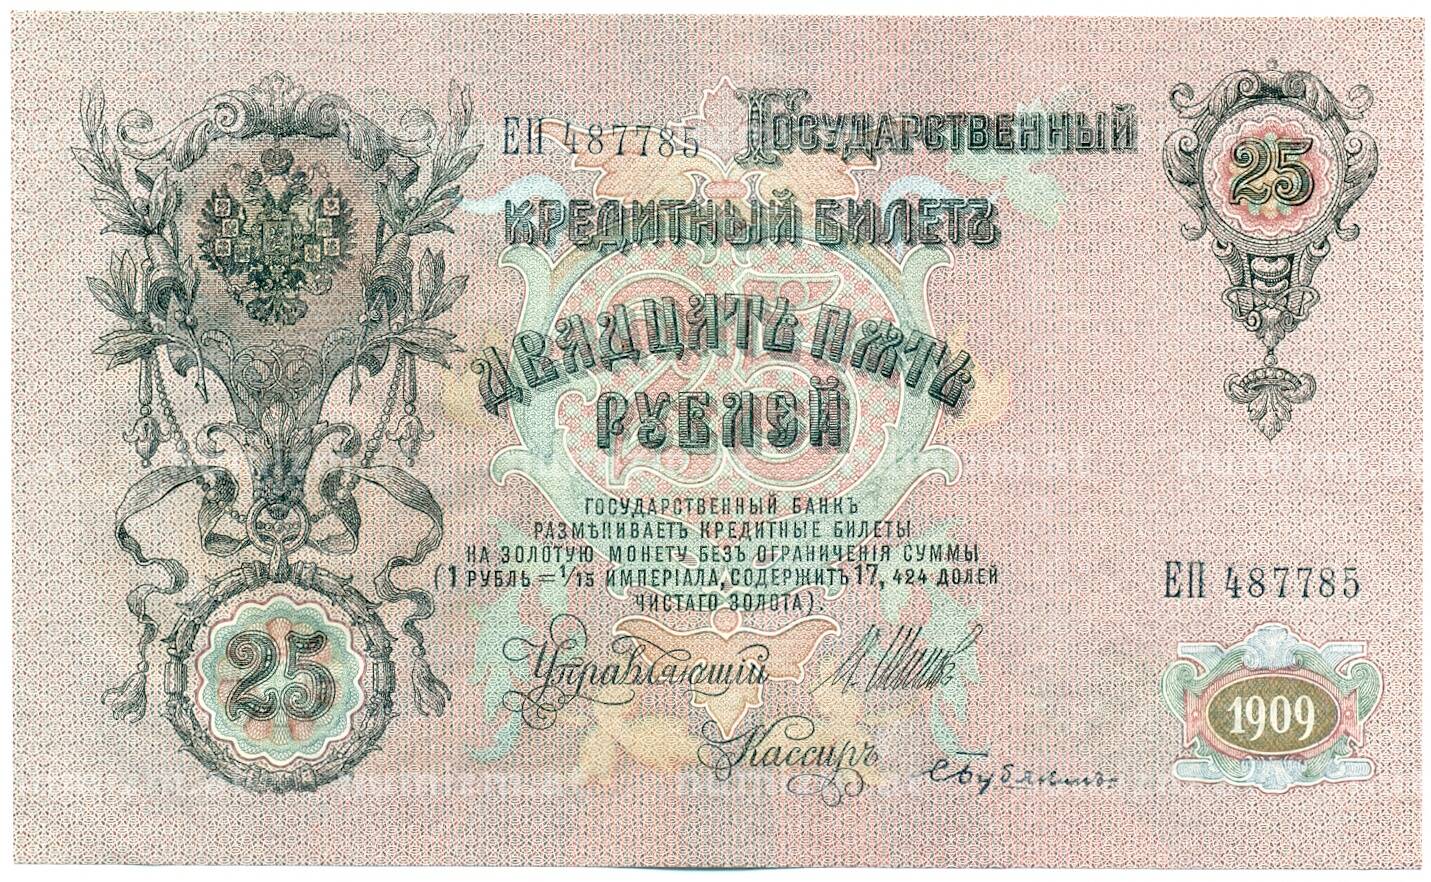 ЕП 487785 Государственный
25
Кредитный Билетъ
25
Двадцать пять
рублей
Государственный Банкъ
размѣниваетъ кредитные билеты
на золотую монету безъ ограниченія суммы
(1 рубль = 1/15 имперіала, содержитъ 17, 424 долей
чистаго золота).
ЕП 487785
25
Управляющий
1909
Кассиръ